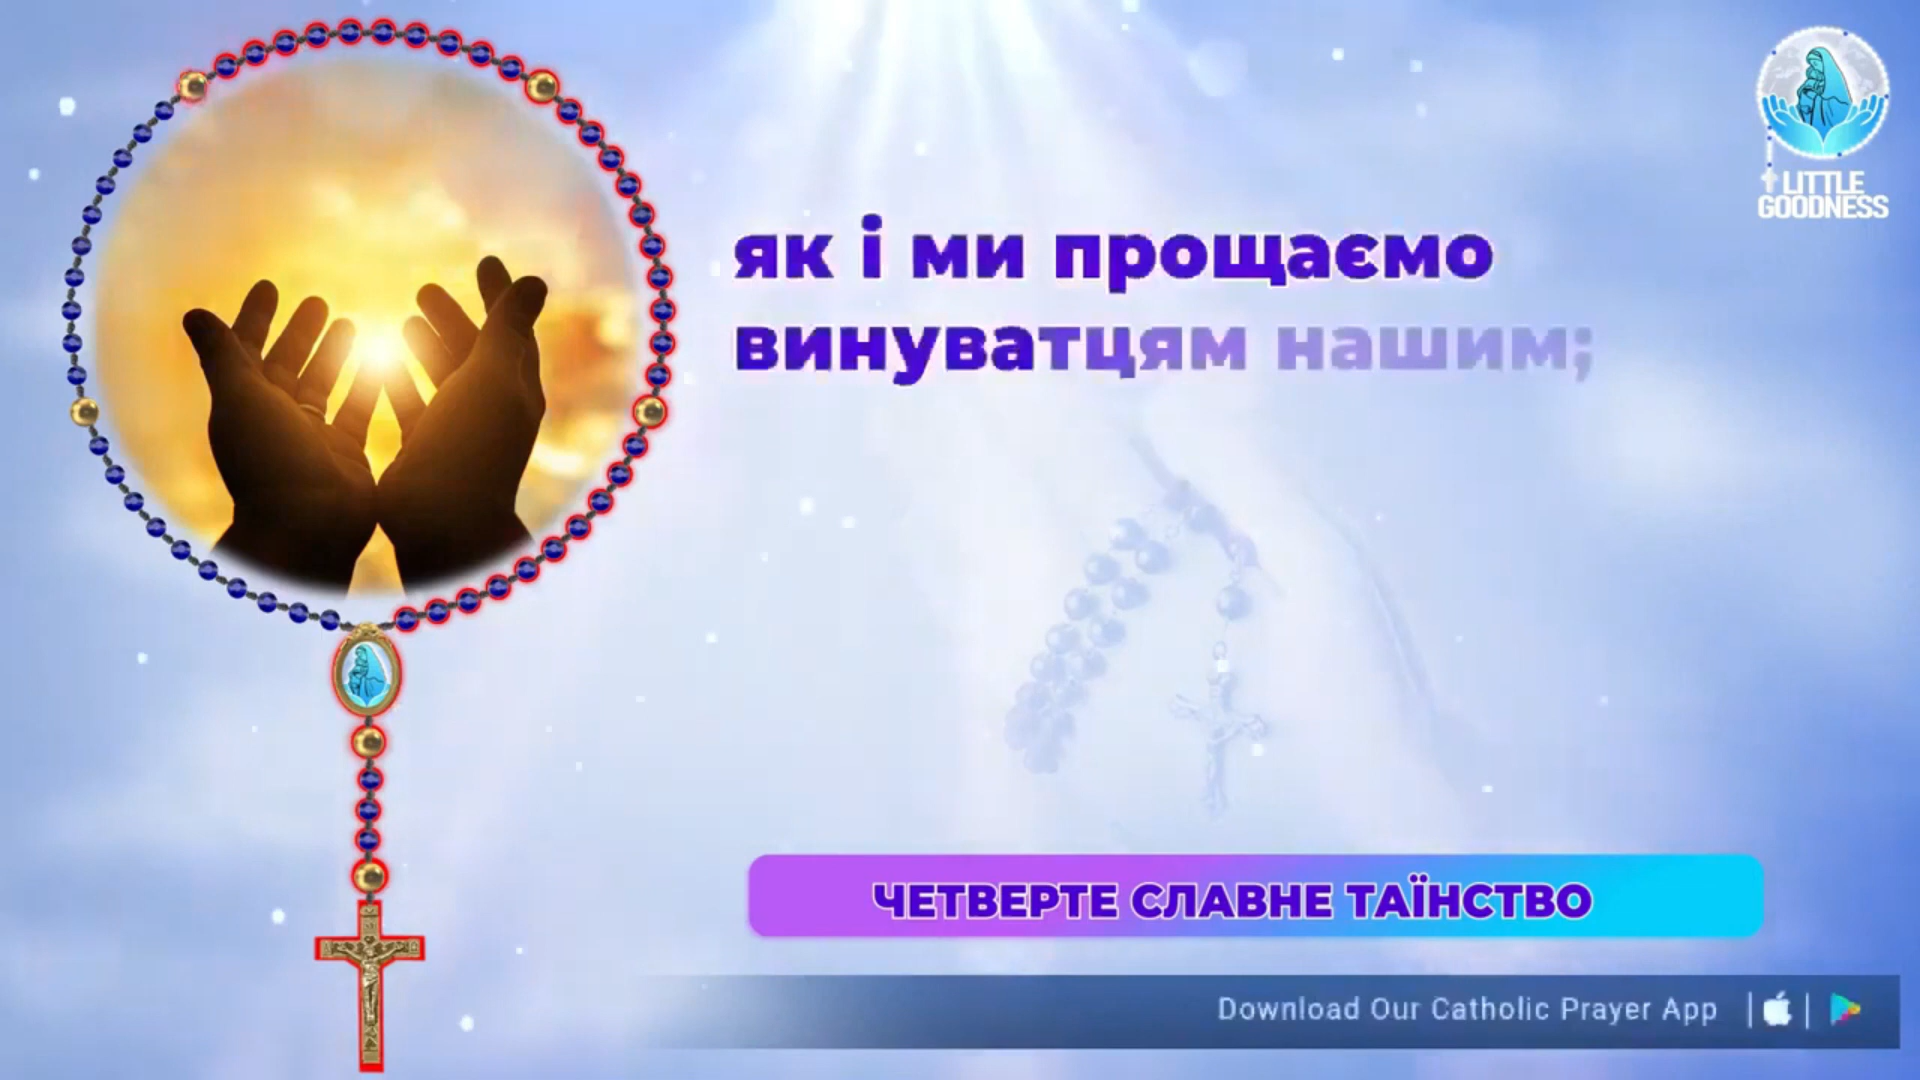 LITTLE
GOODNESS
як і ми прощаємо
винуватцям нашим;
ЧЕТВЕРТЕ СЛАВНЕ ТАЇНСТВО
Download Our Catholic Prayer App